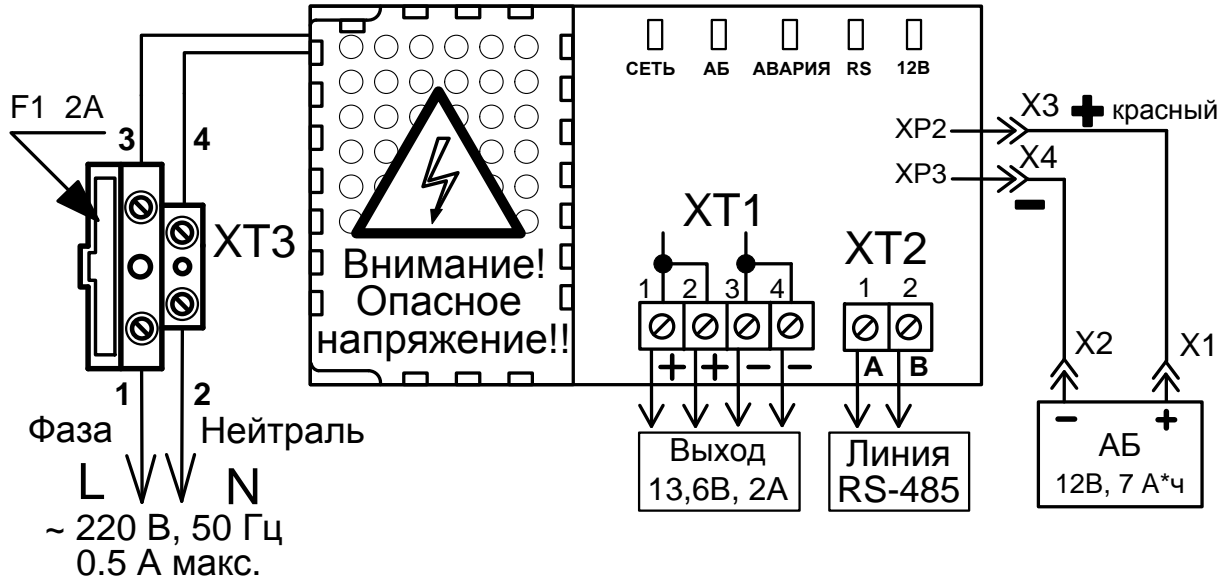 СЕТЬ АБ АВАРИЯ RS 12В
F1 2А
3
4
XT3
1
2
Фаза
Нейтраль
L
N
~ 220 В, 50 Гц
0.5 А макс.
Внимание!
Опасное
напряжение!!
XT1
1 2 3 4
+ + − −
Выход
13,6В, 2А
XT2
1 2
A B
Линия
RS-485
XP2
XP3
X3 + красный
X4
−
X2
X1
− +
АБ
12В, 7 А*ч